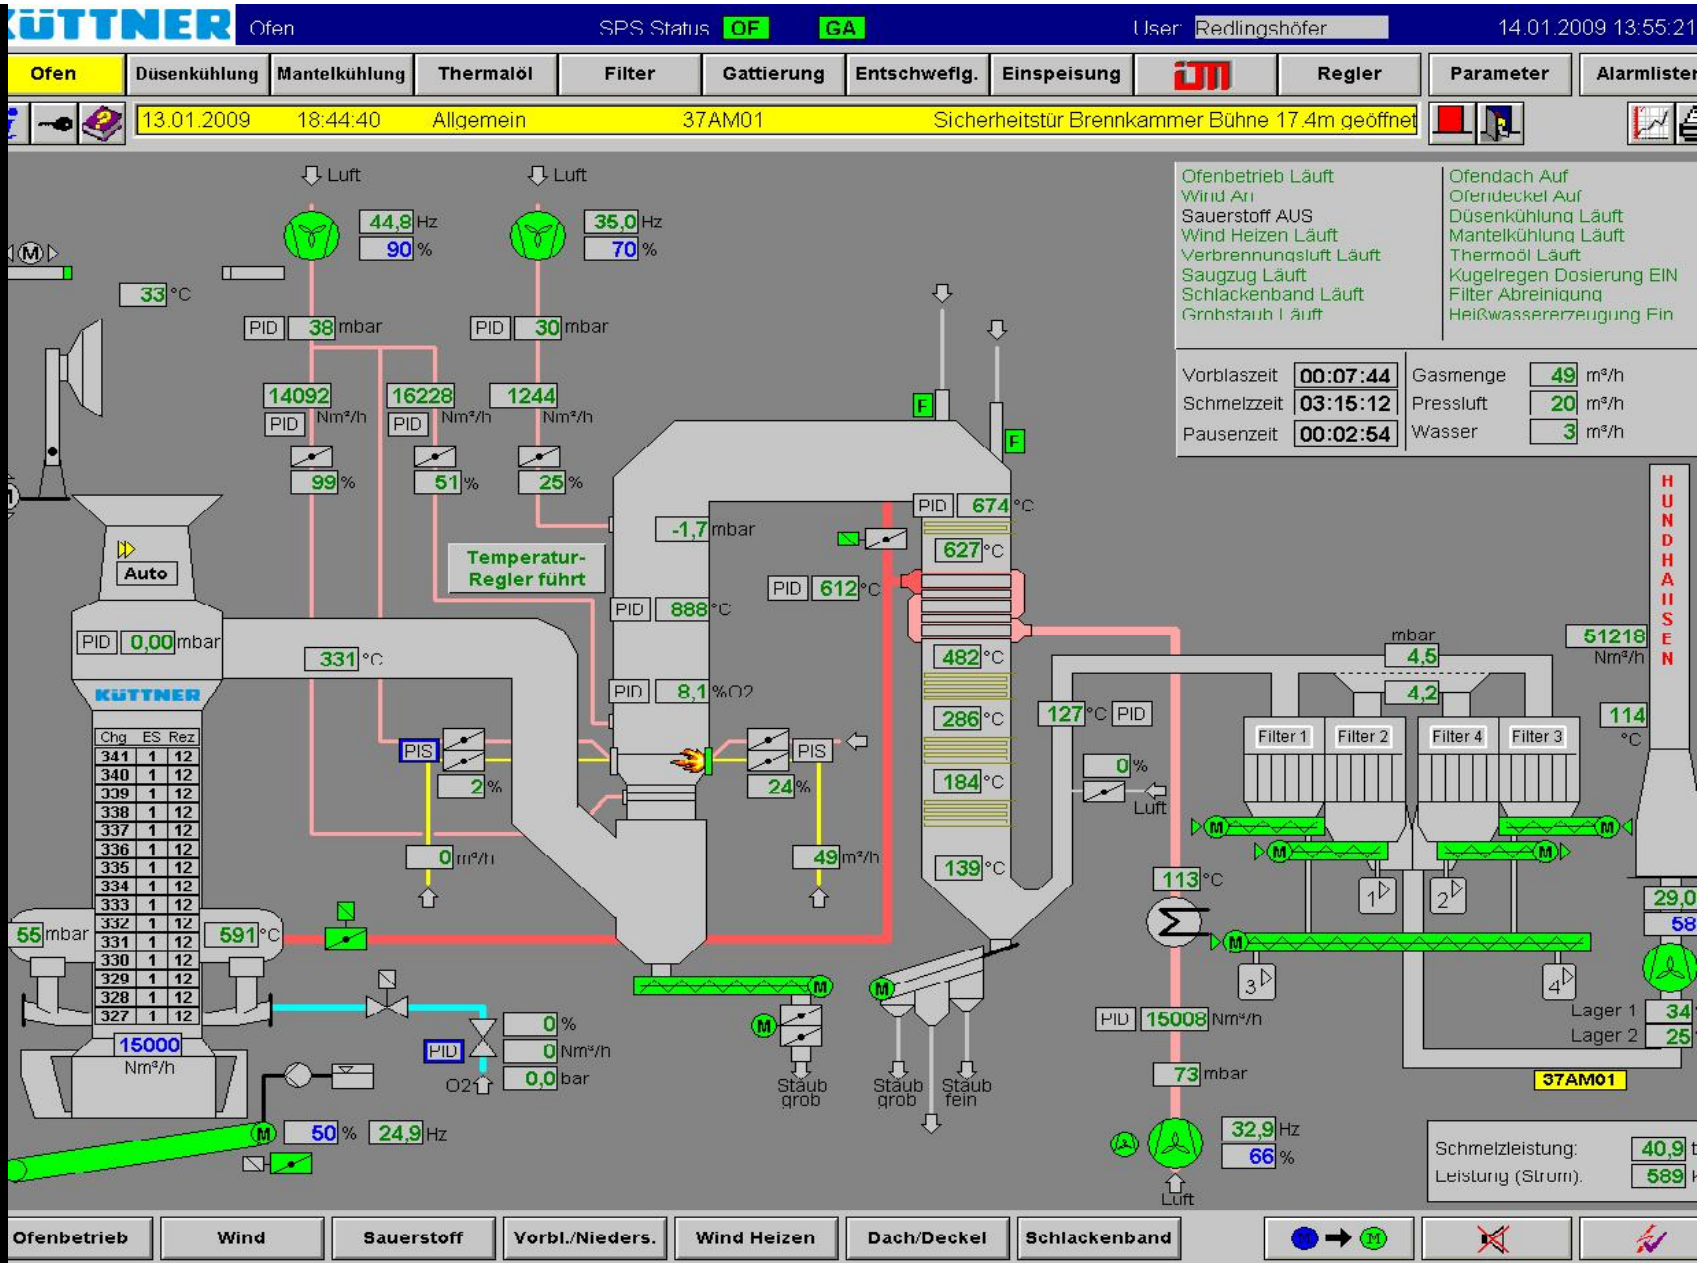 KÜTTNER Ofen SPS Status OF GA User: Redlingshöfer 14.01.2009 13:55:21
Ofen Düsenkühlung Mantelkühlung Thermalöl Filter Gattierung Entschweflg. Einspeisung Regler Parameter Alarmlisten
13.01.2009 18:44:40 Allgemein 37AM01 Sicherheitstür Brennkammer Bühne 17.4m geöffnet
Luft Luft
44,8 Hz 35,0 Hz
90 % 70 %
M
33 °C
PID 38 mbar PID 30 mbar
14092 16228 1244
PID Nm³/h PID Nm³/h Nm³/h
99 % 51 % 25 %
Ofenbetrieb Läuft
Wind An
Sauerstoff AUS
Wind Heizen Läuft
Verbrennungsluft Läuft
Saugzug Läuft
Schlackenband Läuft
Grobstaub Läuft
Ofendach Auf
Ofendeckel Auf
Düsenkühlung Läuft
Mantelkühlung Läuft
Thermoöl Läuft
Kugelregen Dosierung EIN
Filter Abreinigung
Heißwassererzeugung Ein
Vorblaszeit 00:07:44 Gasmenge 49 m³/h
Schmelzzeit 03:15:12 Pressluft 20 m³/h
Pausenzeit 00:02:54 Wasser 3 m³/h
F
F
M
Auto
Temperatur-
Regler führt
-1,7 mbar
PID 674 °C
627 °C
PID 612 °C
PID 888 °C
PID 0,00 mbar
331 °C
482 °C
PID 8,1 %O2
286 °C
127 °C PID
184 °C
0 %
Luft
139 °C
KÜTTNER
Chg ES Rez
341 1 12
340 1 12
339 1 12
338 1 12
337 1 12
336 1 12
335 1 12
334 1 12
333 1 12
332 1 12
331 1 12
330 1 12
329 1 12
328 1 12
327 1 12
PIS PIS
2 % 24 %
0 m³/h 49 m³/h
55 mbar 591 °C
15000
Nm³/h
PID
O2
0 %
0 Nm³/h
0,0 bar
M
50 % 24,9 Hz
M
M
M
Staub
grob
Staub
grob
Staub
fein
113 °C
PID 15008 Nm³/h
73 mbar
32,9 Hz
66 %
Luft
mbar
4,5
4,2
Filter 1 Filter 2 Filter 4 Filter 3
M M
M M
1 2
M
3 4
HUNDHAUSEN
51218
Nm³/h
114
°C
29,0
58
Lager 1 34
Lager 2 25
37AM01
Schmelzleistung: 40,9 t
Leistung (Strom): 589 k
Ofenbetrieb Wind Sauerstoff Vorbl./Nieders. Wind Heizen Dach/Deckel Schlackenband M M